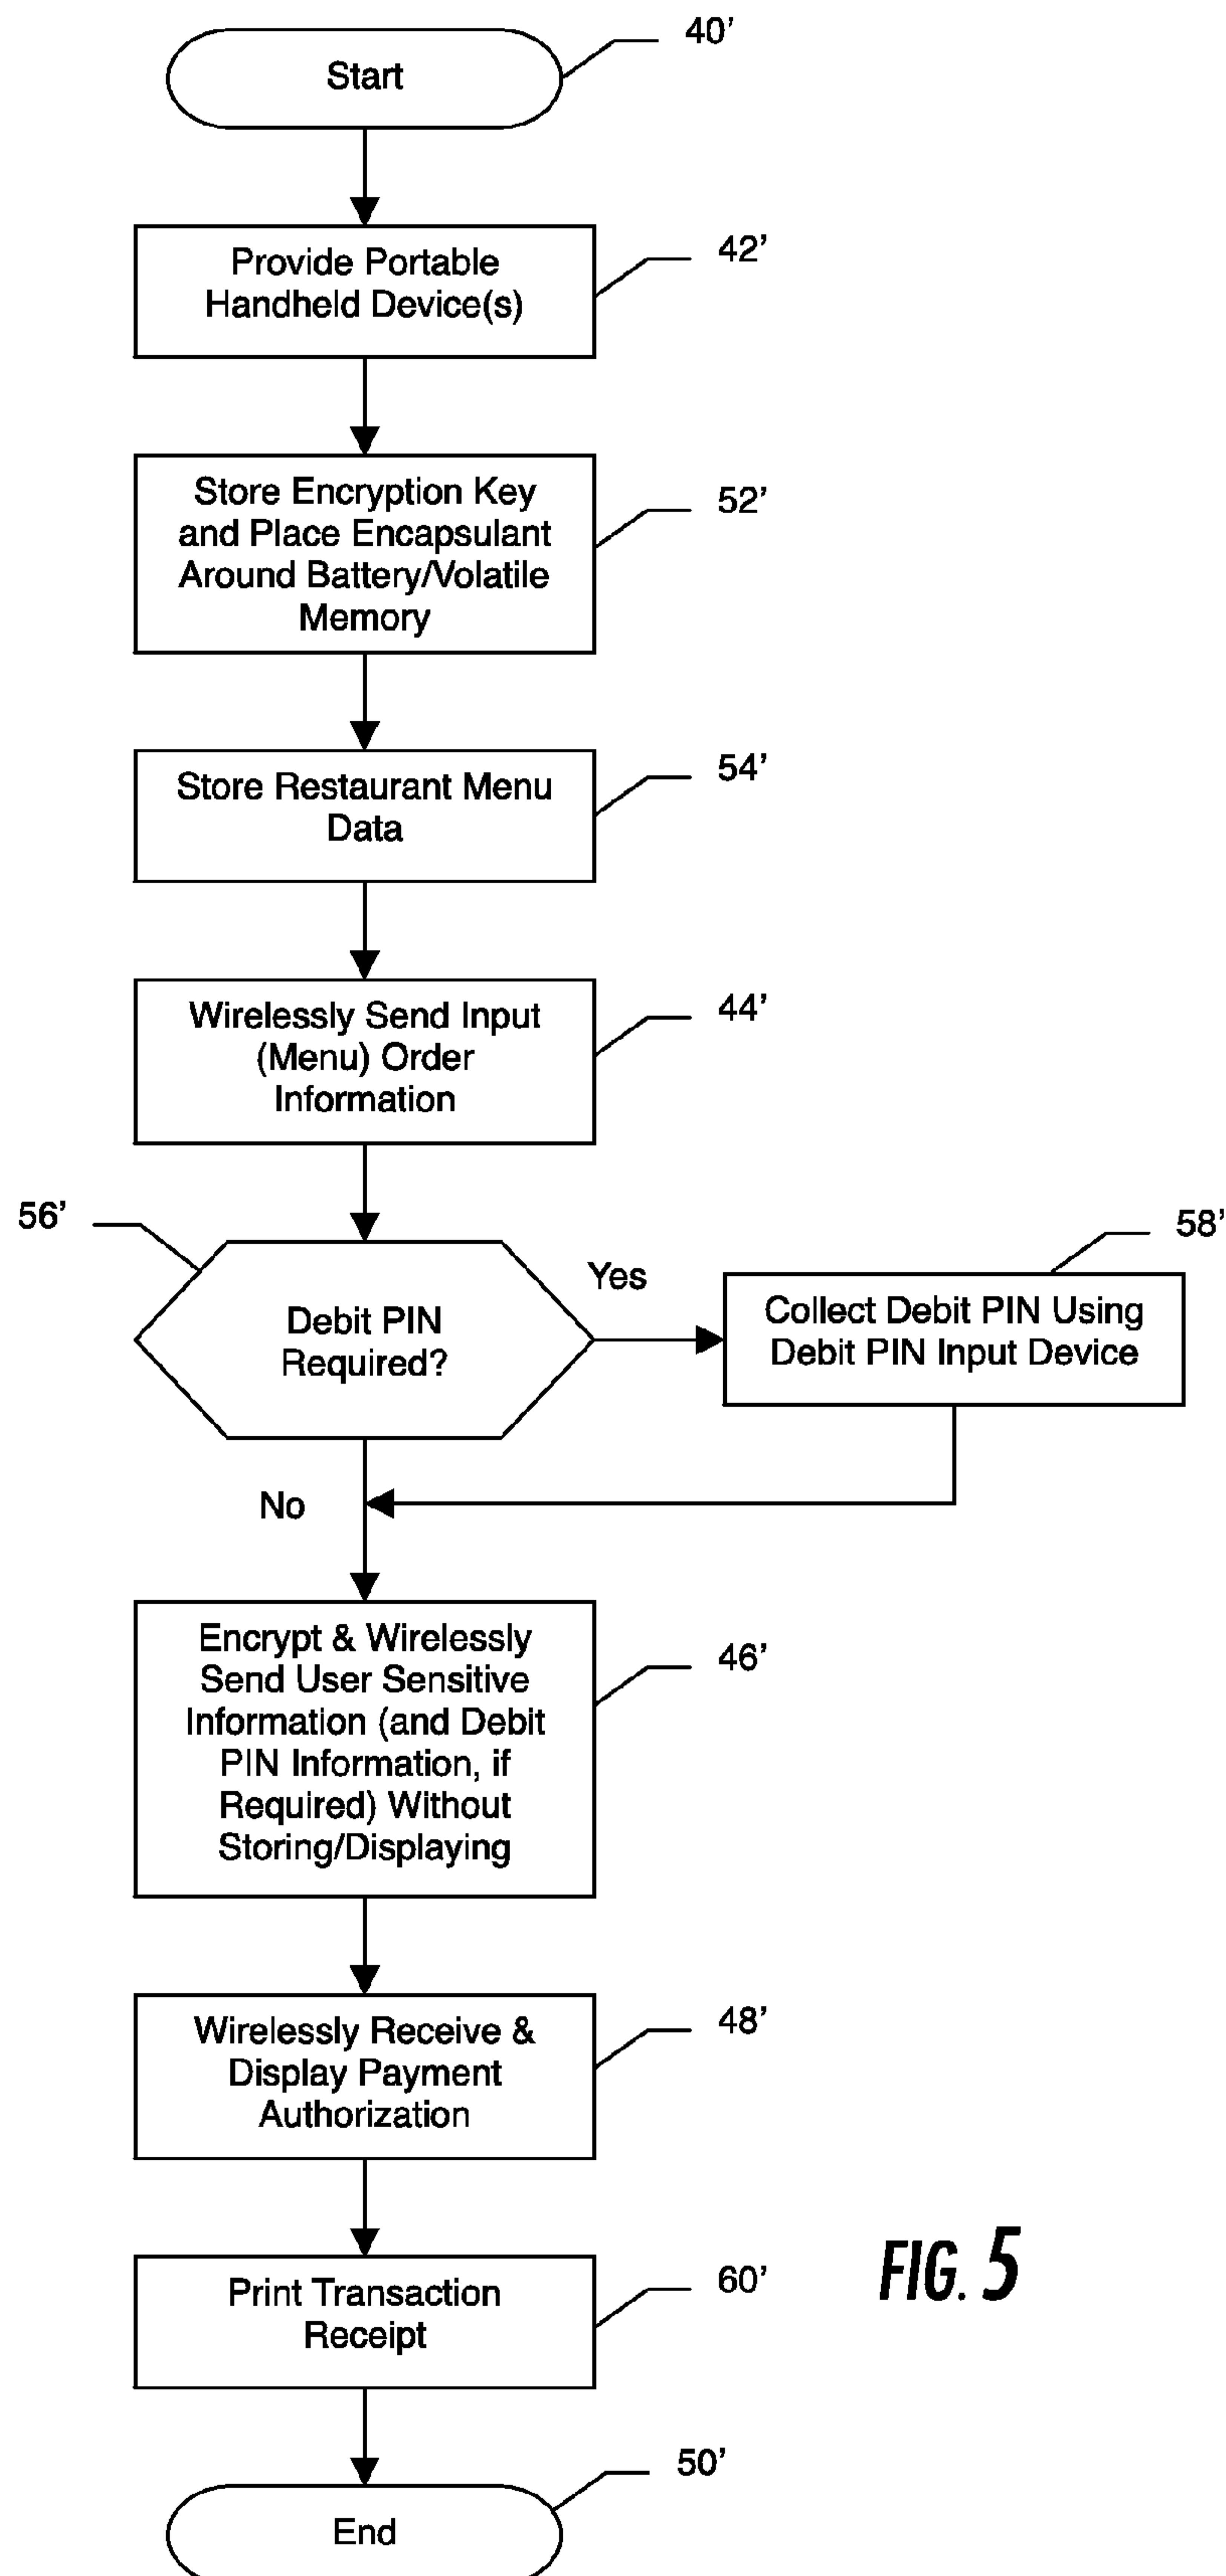 Start
40’
Provide Portable
Handheld Device(s)
42’
Store Encryption Key
and Place Encapsulant
Around Battery/Volatile
Memory
52’
Store Restaurant Menu
Data
54’
Wirelessly Send Input
(Menu) Order
Information
44’
56’
Debit PIN
Required?
Yes
58’
Collect Debit PIN Using
Debit PIN Input Device
No
Encrypt & Wirelessly
Send User Sensitive
Information (and Debit
PIN Information, if
Required) Without
Storing/Displaying
46’
Wirelessly Receive &
Display Payment
Authorization
48’
Print Transaction
Receipt
60’
FIG. 5
End
50’